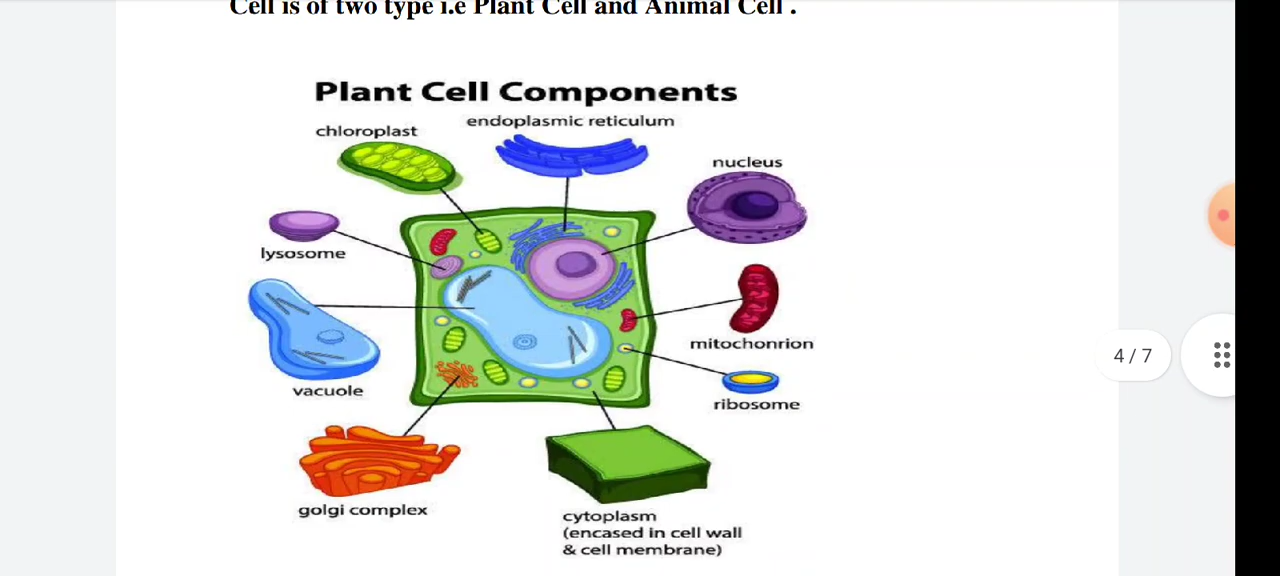 Cell is of two type i.e Plant Cell and Animal Cell .
Plant Cell Components
endoplasmic reticulum
chloroplast
nucleus
lysosome
mitochonrion
4 / 7
vacuole
ribosome
golgi complex
cytoplasm
(encased in cell wall
& cell membrane)